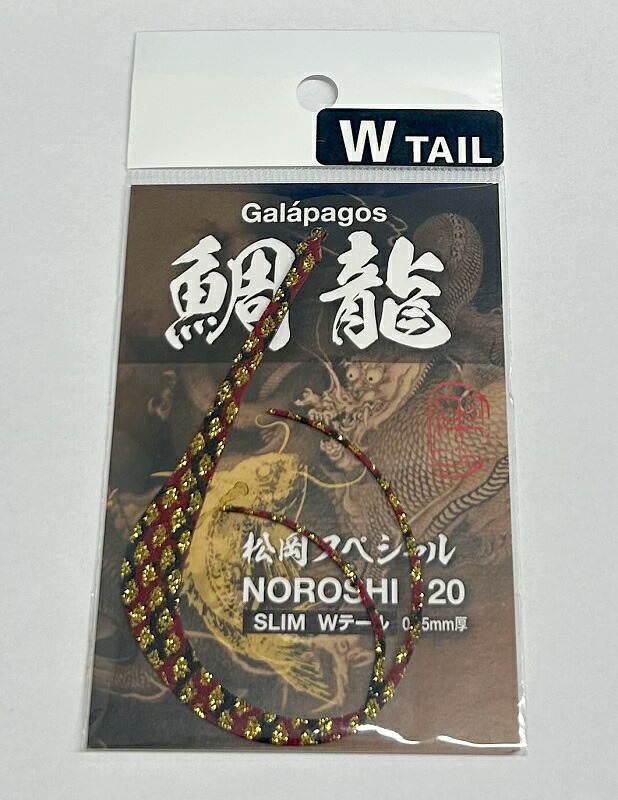 W TAIL
Galápagos
鯛龍
松岡スペシャル
NOROSHI 20
SLIM Wテール 0. 5mm厚